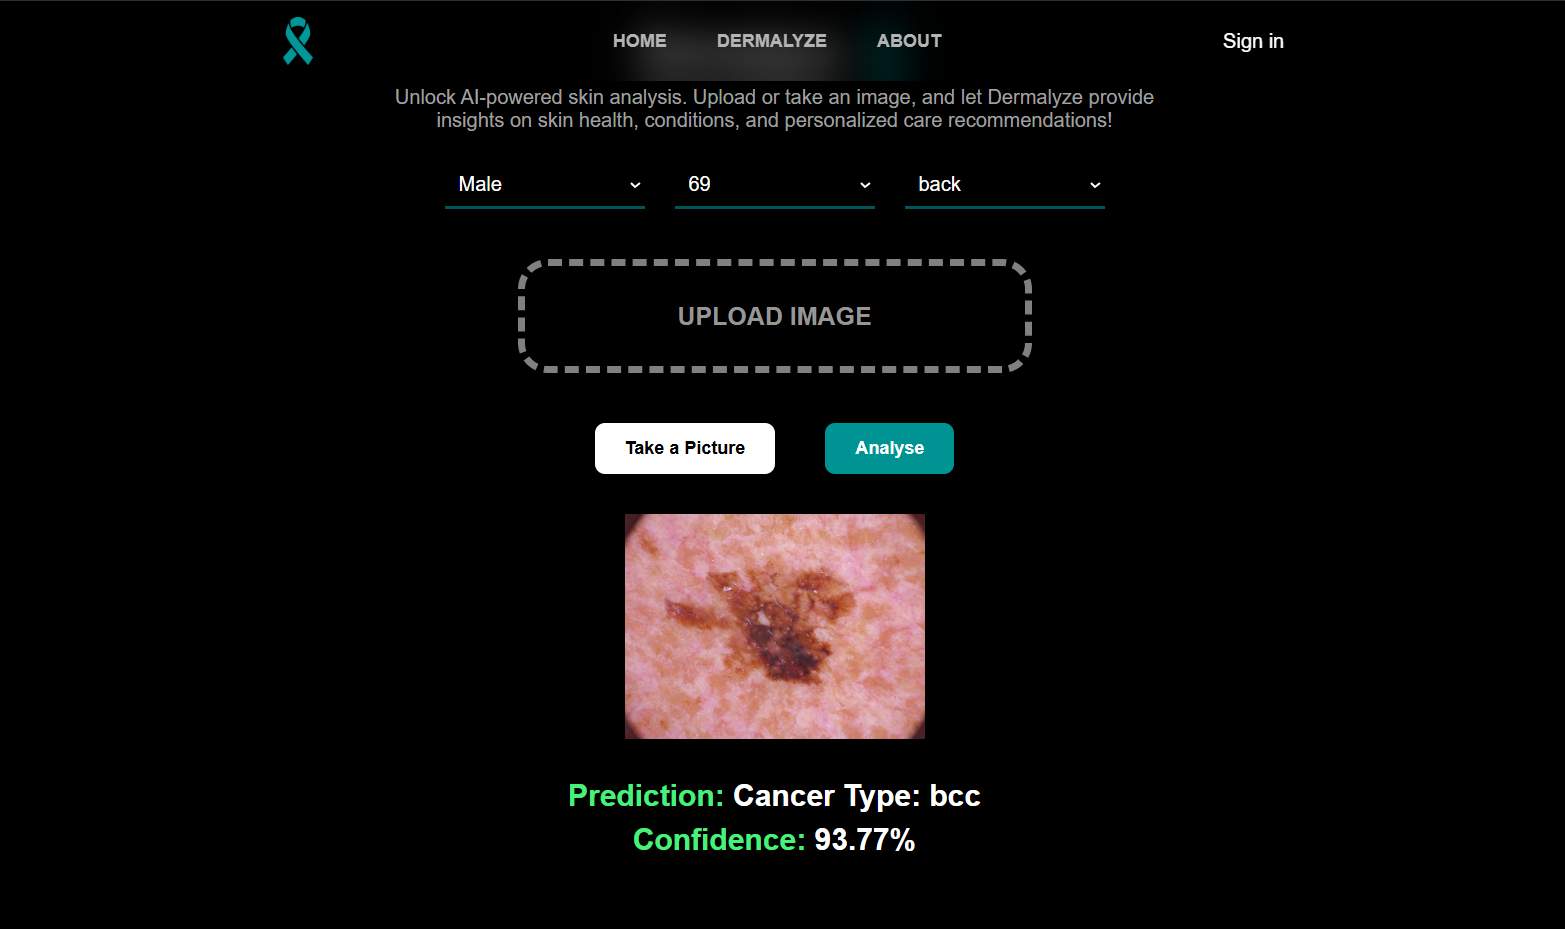 HOME DERMALYZE ABOUT Sign in
Unlock AI-powered skin analysis. Upload or take an image, and let Dermalyze provide
insights on skin health, conditions, and personalized care recommendations!
Male 69 back
UPLOAD IMAGE
Take a Picture Analyse
Prediction: Cancer Type: bcc
Confidence: 93.77%